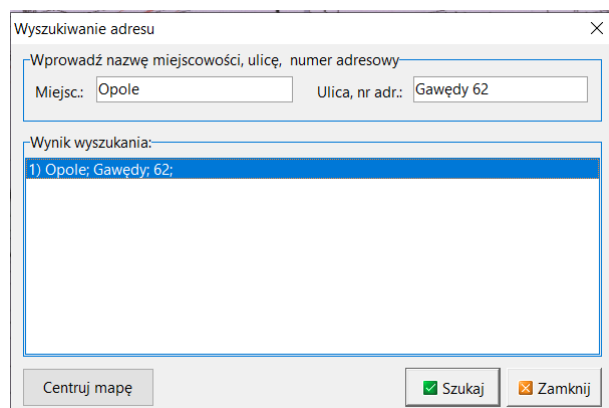 Wyszukiwanie adresu
Wprowadź nazwę miejscowości, ulicę, numer adresowy
Miejsc.: Opole Ulica, nr adr.: Gawędy 62
Wynik wyszukania:
1) Opole; Gawędy; 62;
Centruj mapę Szukaj Zamknij